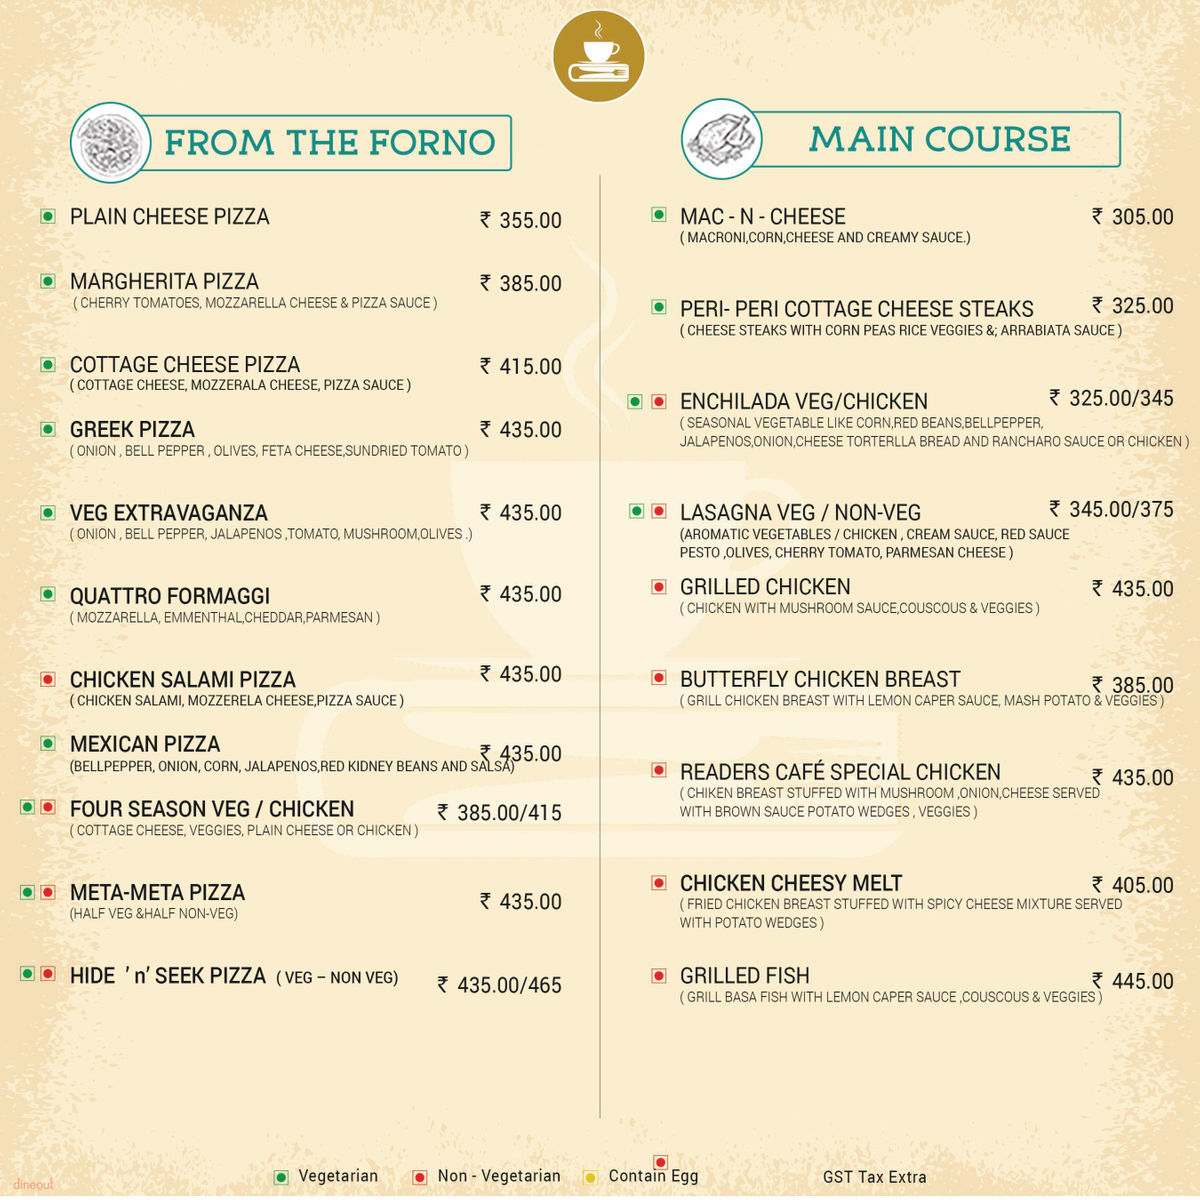 FROM THE FORNO
PLAIN CHEESE PIZZA ₹ 355.00
MARGHERITA PIZZA ₹ 385.00
( CHERRY TOMATOES, MOZZARELLA CHEESE & PIZZA SAUCE )
COTTAGE CHEESE PIZZA ₹ 415.00
( COTTAGE CHEESE, MOZZERALA CHEESE, PIZZA SAUCE )
GREEK PIZZA ₹ 435.00
( ONION , BELL PEPPER , OLIVES, FETA CHEESE,SUNDRIED TOMATO )
VEG EXTRAVAGANZA ₹ 435.00
( ONION , BELL PEPPER, JALAPENOS ,TOMATO, MUSHROOM,OLIVES .)
QUATTRO FORMAGGI ₹ 435.00
( MOZZARELLA, EMMENTHAL,CHEDDAR,PARMESAN )
CHICKEN SALAMI PIZZA ₹ 435.00
( CHICKEN SALAMI, MOZZERELA CHEESE,PIZZA SAUCE )
MEXICAN PIZZA ₹ 435.00
(BELLPEPPER, ONION, CORN, JALAPENOS,RED KIDNEY BEANS AND SALSA)
FOUR SEASON VEG / CHICKEN ₹ 385.00/415
( COTTAGE CHEESE, VEGGIES, PLAIN CHEESE OR CHICKEN )
META-META PIZZA ₹ 435.00
(HALF VEG &HALF NON-VEG)
HIDE ’ n’ SEEK PIZZA ( VEG – NON VEG) ₹ 435.00/465
MAIN COURSE
MAC - N - CHEESE ₹ 305.00
( MACRONI,CORN,CHEESE AND CREAMY SAUCE.)
PERI- PERI COTTAGE CHEESE STEAKS ₹ 325.00
( CHEESE STEAKS WITH CORN PEAS RICE VEGGIES &; ARRABIATA SAUCE )
ENCHILADA VEG/CHICKEN ₹ 325.00/345
( SEASONAL VEGETABLE LIKE CORN,RED BEANS,BELLPEPPER,
JALAPENOS,ONION,CHEESE TORTERLLA BREAD AND RANCHARO SAUCE OR CHICKEN )
LASAGNA VEG / NON-VEG ₹ 345.00/375
(AROMATIC VEGETABLES / CHICKEN , CREAM SAUCE, RED SAUCE
PESTO ,OLIVES, CHERRY TOMATO, PARMESAN CHEESE )
GRILLED CHICKEN ₹ 435.00
( CHICKEN WITH MUSHROOM SAUCE,COUSCOUS & VEGGIES )
BUTTERFLY CHICKEN BREAST ₹ 385.00
( GRILL CHICKEN BREAST WITH LEMON CAPER SAUCE, MASH POTATO & VEGGIES )
READERS CAFÉ SPECIAL CHICKEN ₹ 435.00
( CHIKEN BREAST STUFFED WITH MUSHROOM ,ONION,CHEESE SERVED
WITH BROWN SAUCE POTATO WEDGES , VEGGIES )
CHICKEN CHEESY MELT ₹ 405.00
( FRIED CHICKEN BREAST STUFFED WITH SPICY CHEESE MIXTURE SERVED
WITH POTATO WEDGES )
GRILLED FISH ₹ 445.00
( GRILL BASA FISH WITH LEMON CAPER SAUCE ,COUSCOUS & VEGGIES )
Vegetarian Non - Vegetarian Contain Egg GST Tax Extra
dineout